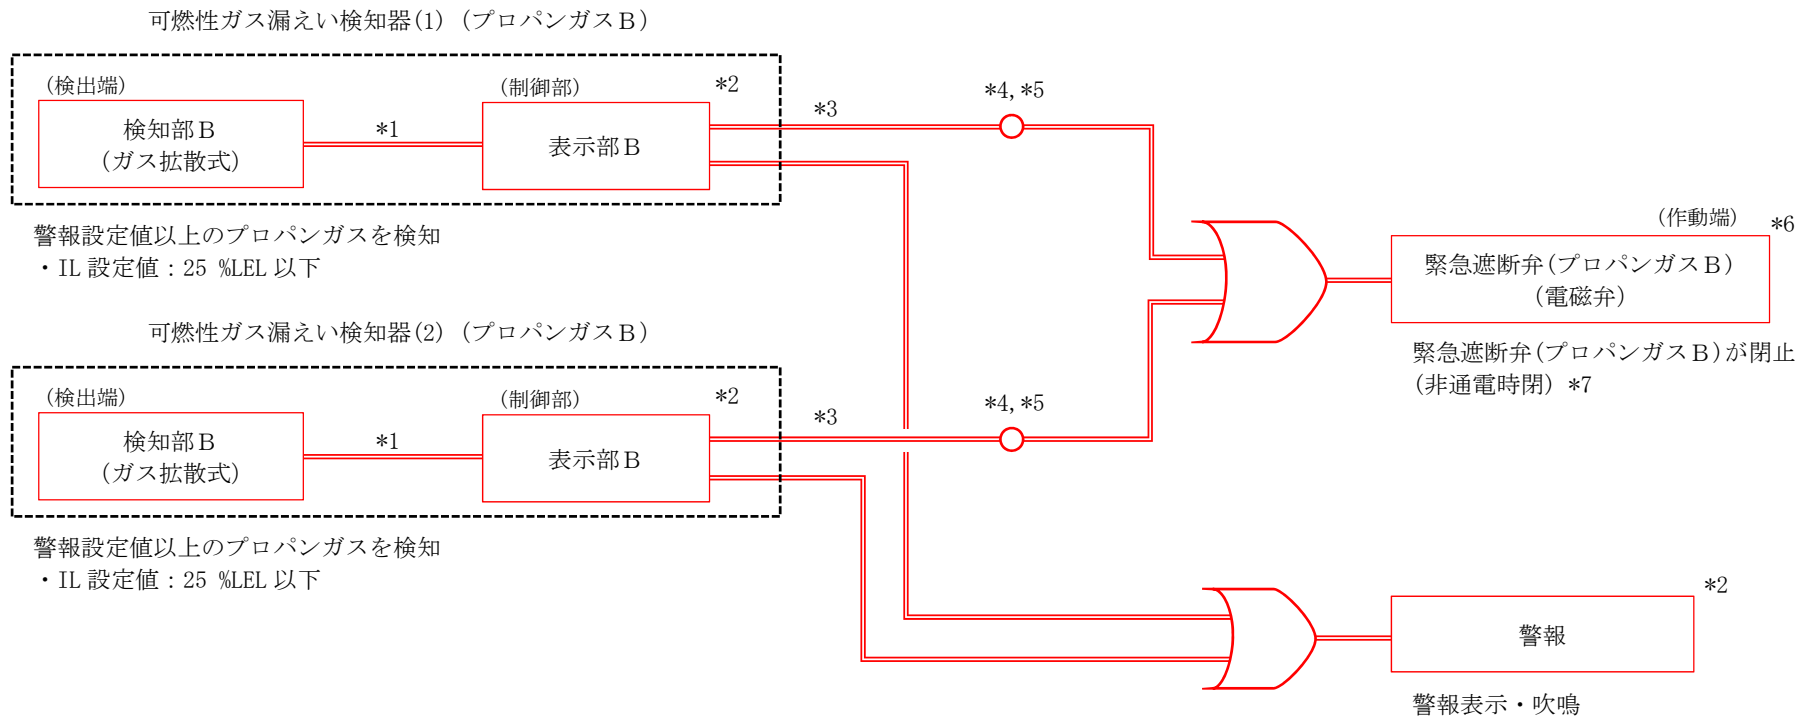 可燃性ガス漏えい検知器(1) (プロパンガスＢ)
(検出端)
検知部Ｂ
(ガス拡散式)
*1
(制御部)
表示部Ｂ
*2
*3
*4, *5
警報設定値以上のプロパンガスを検知
・IL 設定値：25 %LEL 以下
(作動端)
*6
緊急遮断弁(プロパンガスＢ)
(電磁弁)
緊急遮断弁(プロパンガスＢ)が閉止
(非通電時閉) *7
可燃性ガス漏えい検知器(2) (プロパンガスＢ)
(検出端)
検知部Ｂ
(ガス拡散式)
*1
(制御部)
表示部Ｂ
*2
*3
*4, *5
警報設定値以上のプロパンガスを検知
・IL 設定値：25 %LEL 以下
*2
警報
警報表示・吹鳴